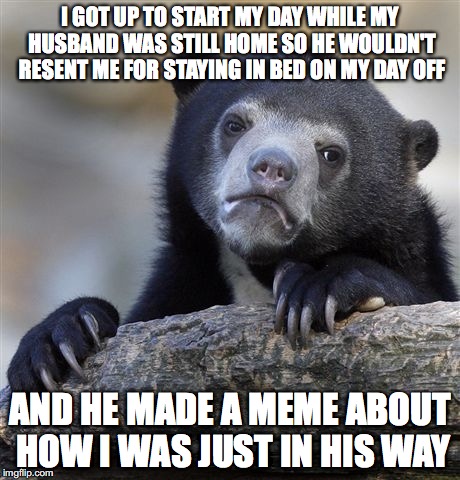 I GOT UP TO START MY DAY WHILE MY
HUSBAND WAS STILL HOME SO HE WOULDN'T
RESENT ME FOR STAYING IN BED ON MY DAY OFF
AND HE MADE A MEME ABOUT
HOW I WAS JUST IN HIS WAY
imgflip.com